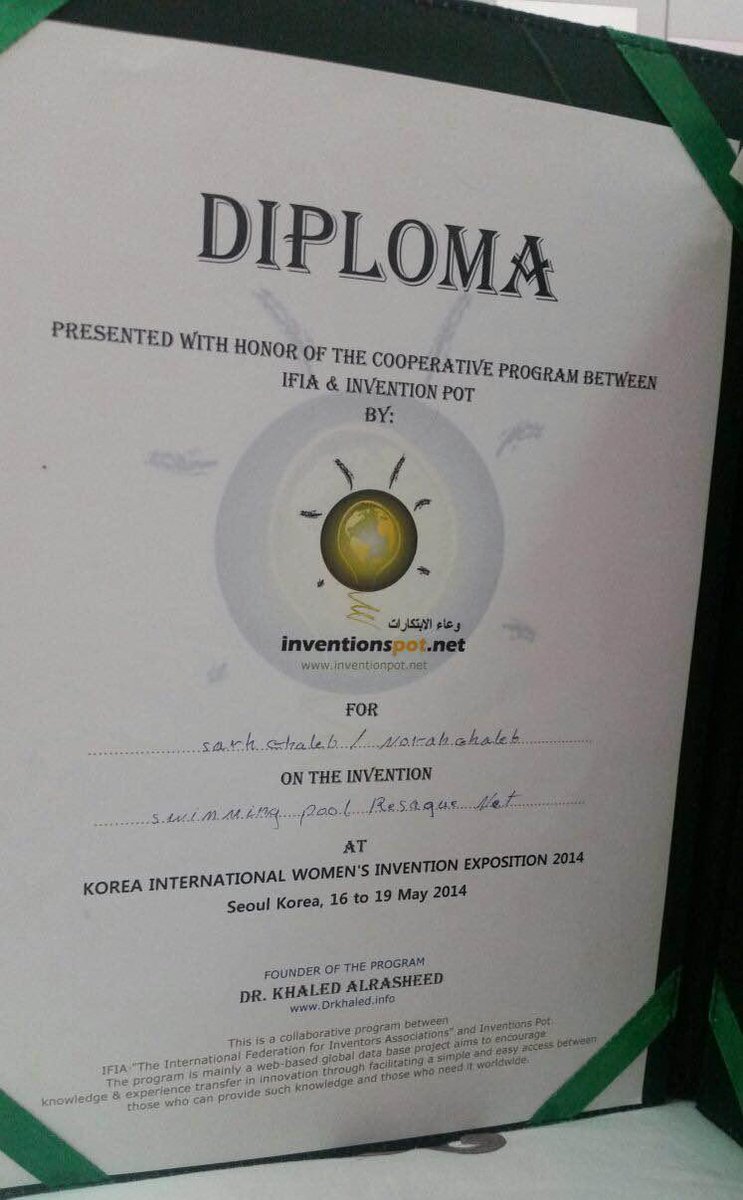 DIPLOMA
PRESENTED WITH HONOR OF THE COOPERATIVE PROGRAM BETWEEN
IFIA & INVENTION POT
BY:
وعاء الابتكارات
inventionspot.net
www.inventionpot.net
FOR
sarh Ghaleb / Norah Ghaleb
ON THE INVENTION
swimming pool Resaque Net
AT
KOREA INTERNATIONAL WOMEN'S INVENTION EXPOSITION 2014
Seoul Korea, 16 to 19 May 2014
FOUNDER OF THE PROGRAM
DR. KHALED ALRASHEED
www.Drkhaled.info
This is a collaborative program between
IFIA "The International Federation for Inventors Associations" and Inventions Pot.
The program is mainly a web-based global data base project aims to encourage
knowledge & experience transfer in innovation through facilitating a simple and easy access between
those who can provide such knowledge and those who need it worldwide.